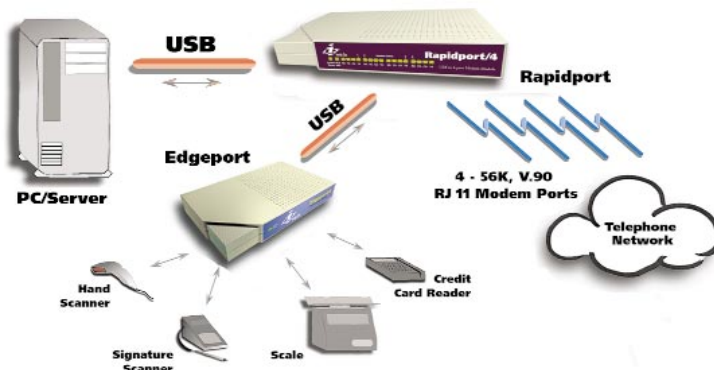 USB
Rapidport/4
Rapidport
USB
Edgeport
PC/Server
4 - 56K, V.90
RJ 11 Modem Ports
Telephone
Network
Edgeport
Hand
Scanner
Credit
Card Reader
Signature
Scanner
Scale